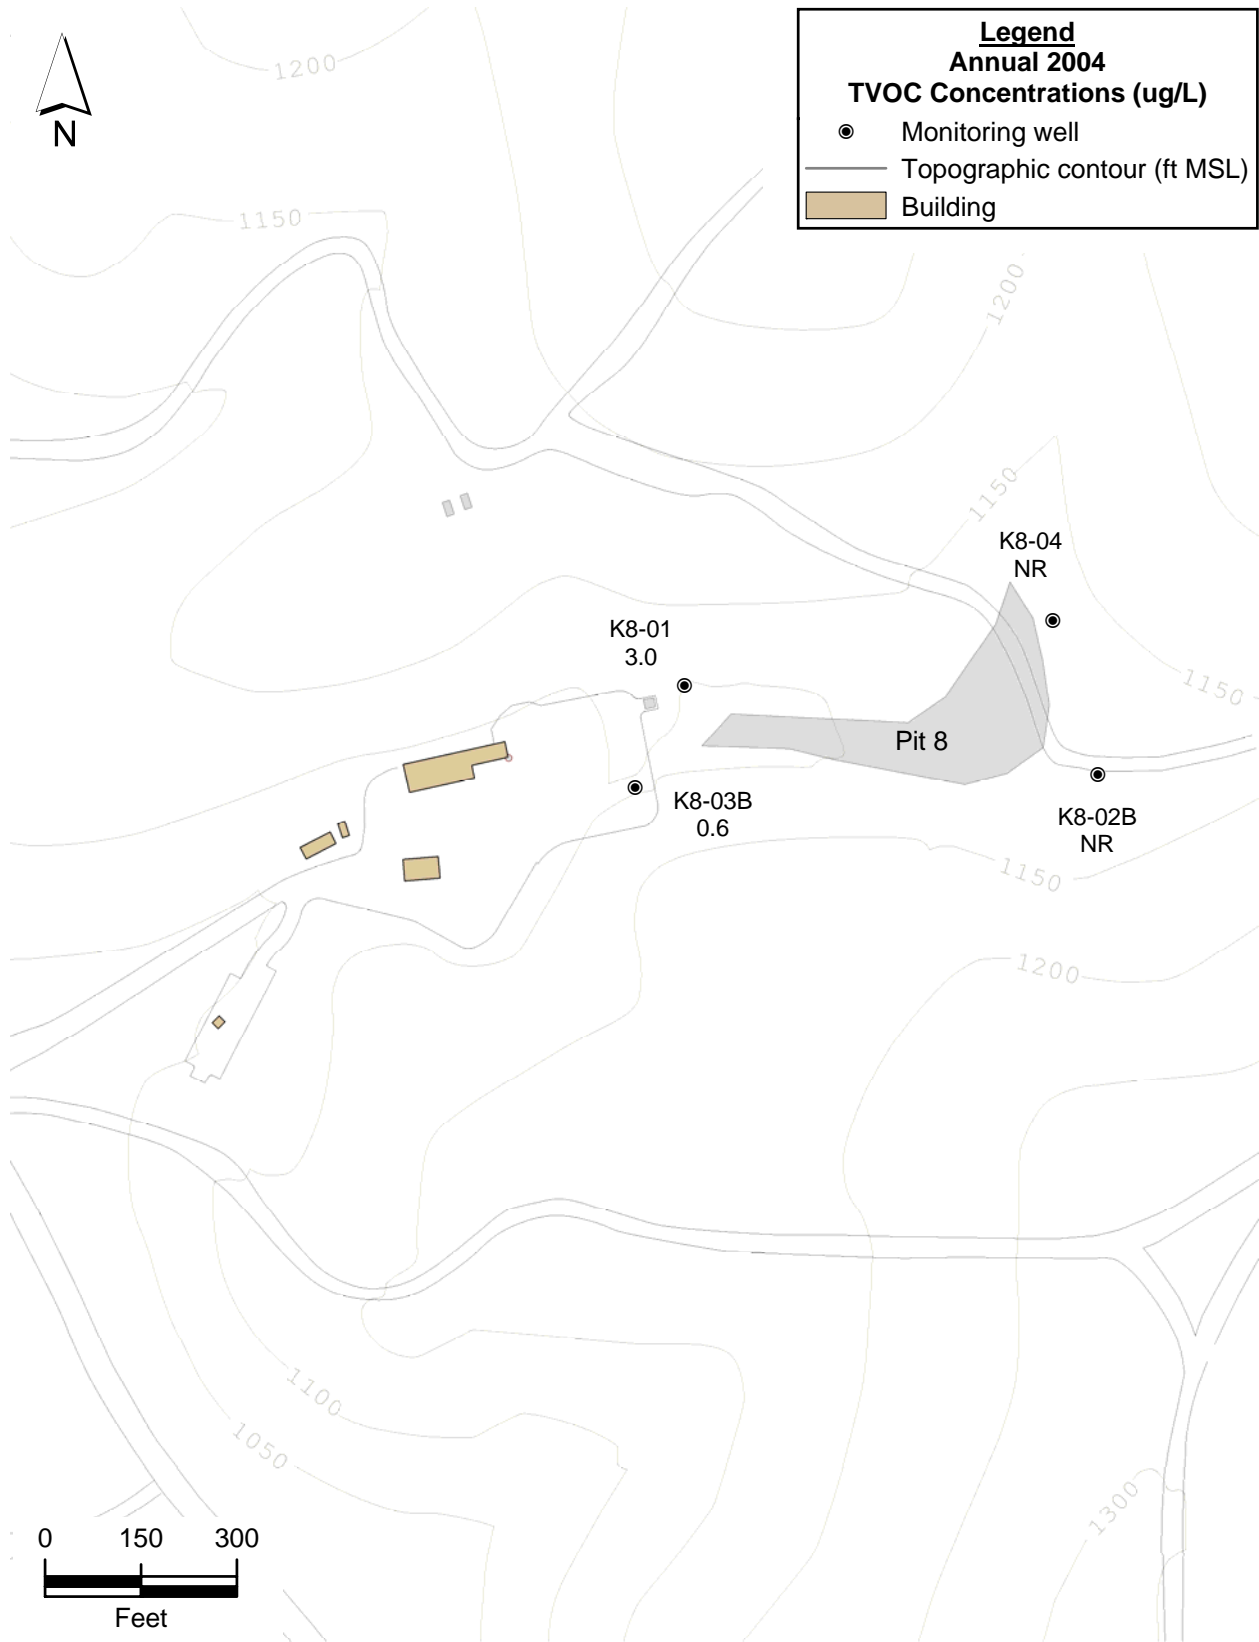 Legend
Annual 2004
TVOC Concentrations (ug/L)
Monitoring well
Topographic contour (ft MSL)
Building
N
1200
1150
1200
1150
K8-04
NR
K8-01
3.0
1150
Pit 8
K8-03B
0.6
K8-02B
NR
1150
1200
1100
1050
1300
0 150 300
Feet